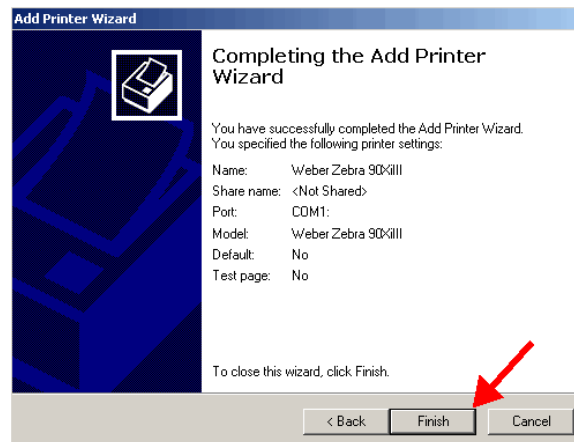 Add Printer Wizard
Completing the Add Printer
Wizard
You have successfully completed the Add Printer Wizard.
You specified the following printer settings:
Name: Weber Zebra 90XiIII
Share name: <Not Shared>
Port: COM1:
Model: Weber Zebra 90XiIII
Default: No
Test page: No
To close this wizard, click Finish.
< Back Finish Cancel